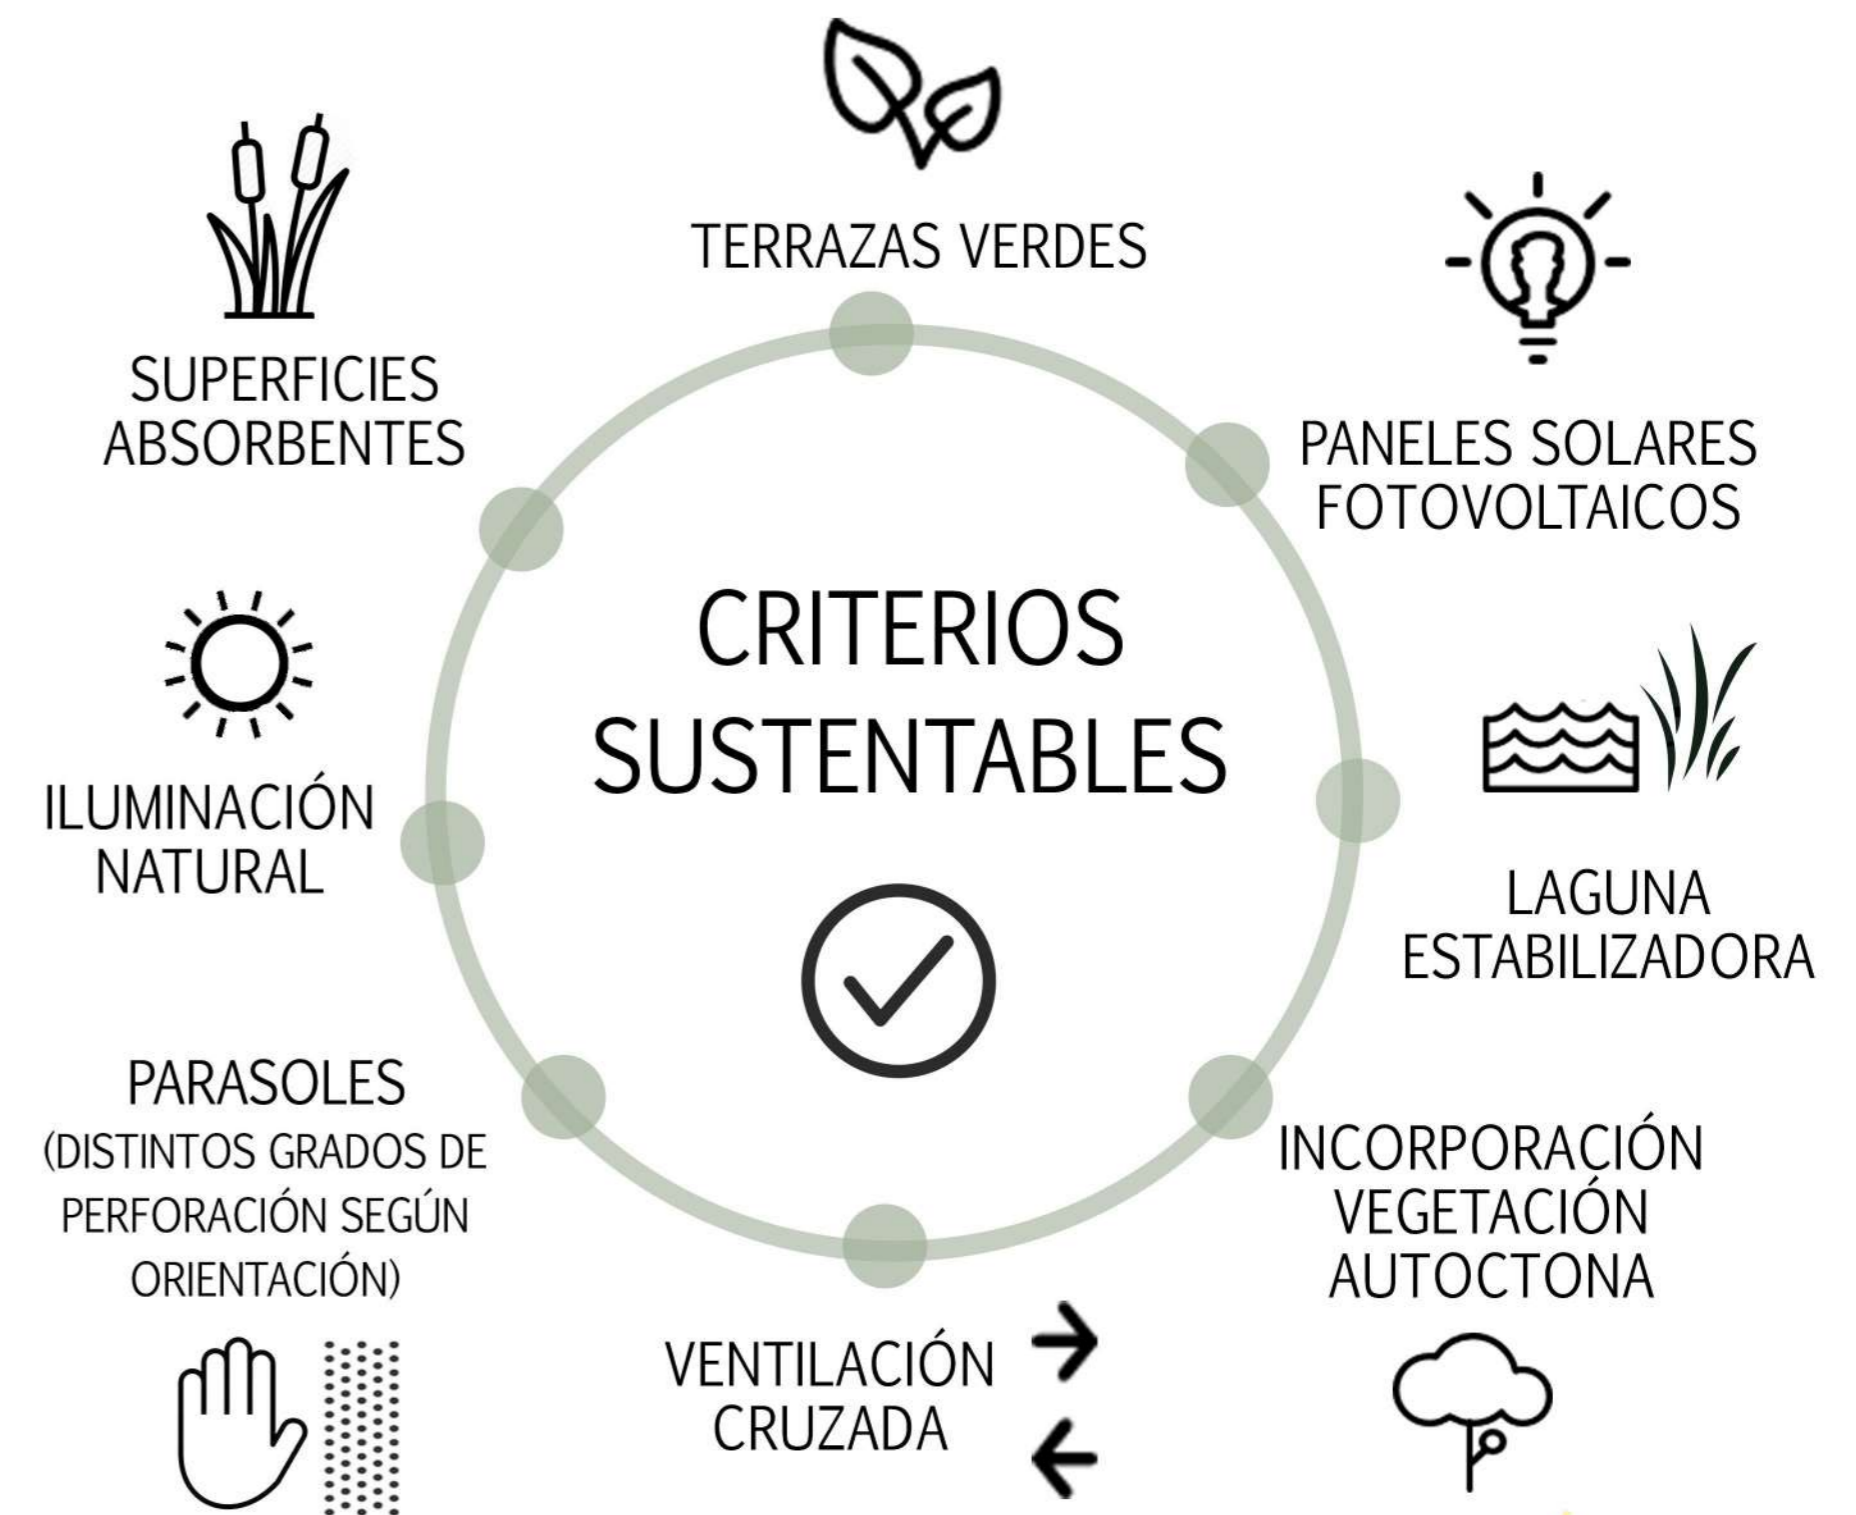 TERRAZAS VERDES
PANELES SOLARES
FOTOVOLTAICOS
LAGUNA
ESTABILIZADORA
INCORPORACIÓN
VEGETACIÓN
AUTOCTONA
VENTILACIÓN
CRUZADA
PARASOLES
(DISTINTOS GRADOS DE
PERFORACIÓN SEGÚN
ORIENTACIÓN)
ILUMINACIÓN
NATURAL
SUPERFICIES
ABSORBENTES
CRITERIOS
SUSTENTABLES